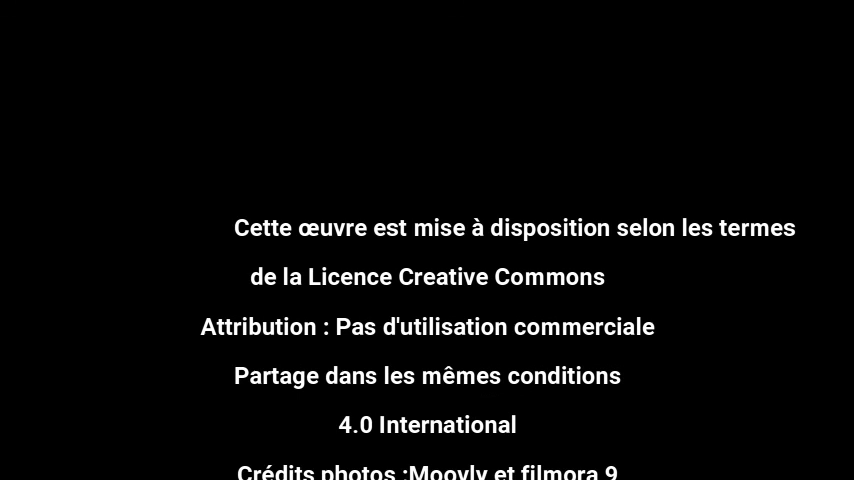 Cette œuvre est mise à disposition selon les termes
de la Licence Creative Commons
Attribution : Pas d'utilisation commerciale
Partage dans les mêmes conditions
4.0 International
Crédits photos :Moovly et filmora 9